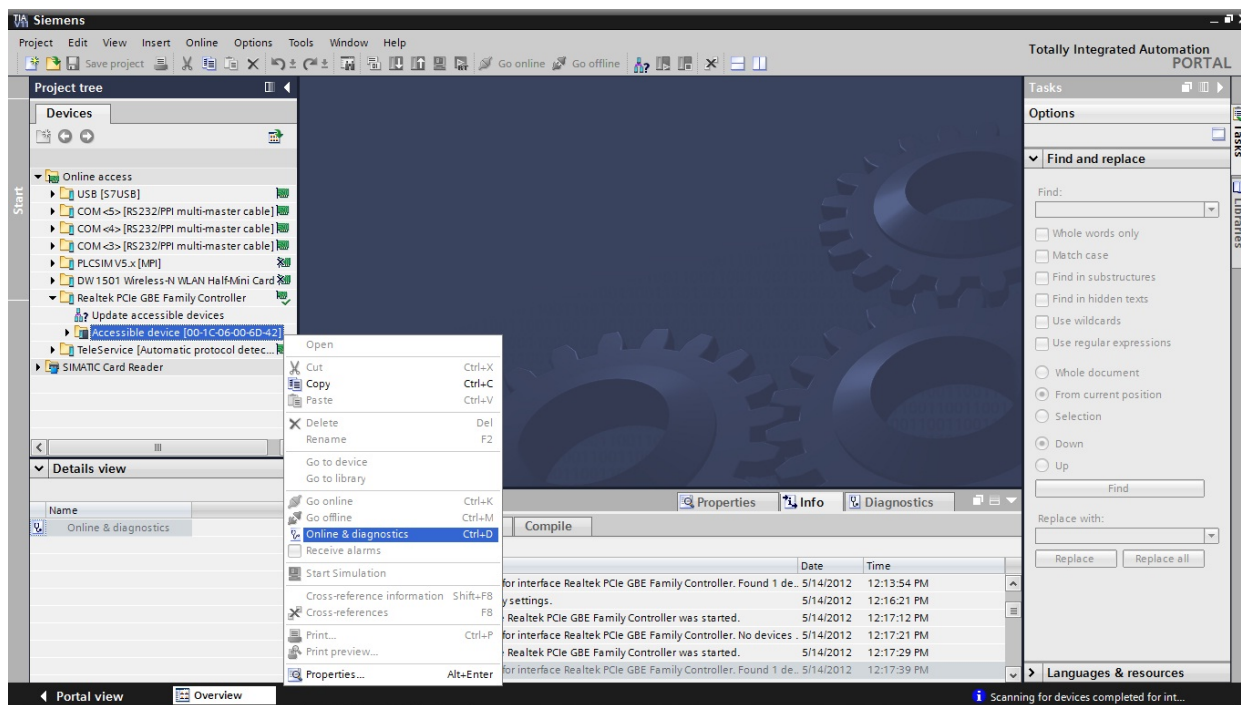 Siemens
Project Edit View Insert Online Options Tools Window Help
Totally Integrated Automation
PORTAL
Save project
Go online
Go offline
Project tree
Devices
Start
Online access
USB [S7USB]
COM <5> [RS232/PPI multi-master cable]
COM <4> [RS232/PPI multi-master cable]
COM <3> [RS232/PPI multi-master cable]
PLCSIM V5.x [MPI]
DW 1501 Wireless-N WLAN Half-Mini Card
Realtek PCIe GBE Family Controller
Update accessible devices
Accessible device [00-1C-06-00-6D-42]
TeleService [Automatic protocol detec...
SIMATIC Card Reader
Details view
Name
Online & diagnostics
Open
Cut Ctrl+X
Copy Ctrl+C
Paste Ctrl+V
Delete Del
Rename F2
Go to device
Go to library
Go online Ctrl+K
Go offline Ctrl+M
Online & diagnostics Ctrl+D
Receive alarms
Start Simulation
Cross-reference information Shift+F8
Cross-references F8
Print... Ctrl+P
Print preview...
Properties... Alt+Enter
Properties Info Diagnostics
Compile
Date Time
for interface Realtek PCIe GBE Family Controller. Found 1 de.. 5/14/2012 12:13:54 PM
y settings. 5/14/2012 12:16:21 PM
Realtek PCIe GBE Family Controller was started. 5/14/2012 12:17:12 PM
for interface Realtek PCIe GBE Family Controller. No devices . 5/14/2012 12:17:21 PM
Realtek PCIe GBE Family Controller was started. 5/14/2012 12:17:29 PM
for interface Realtek PCIe GBE Family Controller. Found 1 de.. 5/14/2012 12:17:39 PM
Tasks
Options
Find and replace
Find:
Whole words only
Match case
Find in substructures
Find in hidden texts
Use wildcards
Use regular expressions
Whole document
From current position
Selection
Down
Up
Find
Replace with:
Replace Replace all
Languages & resources
Tasks
Libraries
Portal view
Overview
Scanning for devices completed for int...